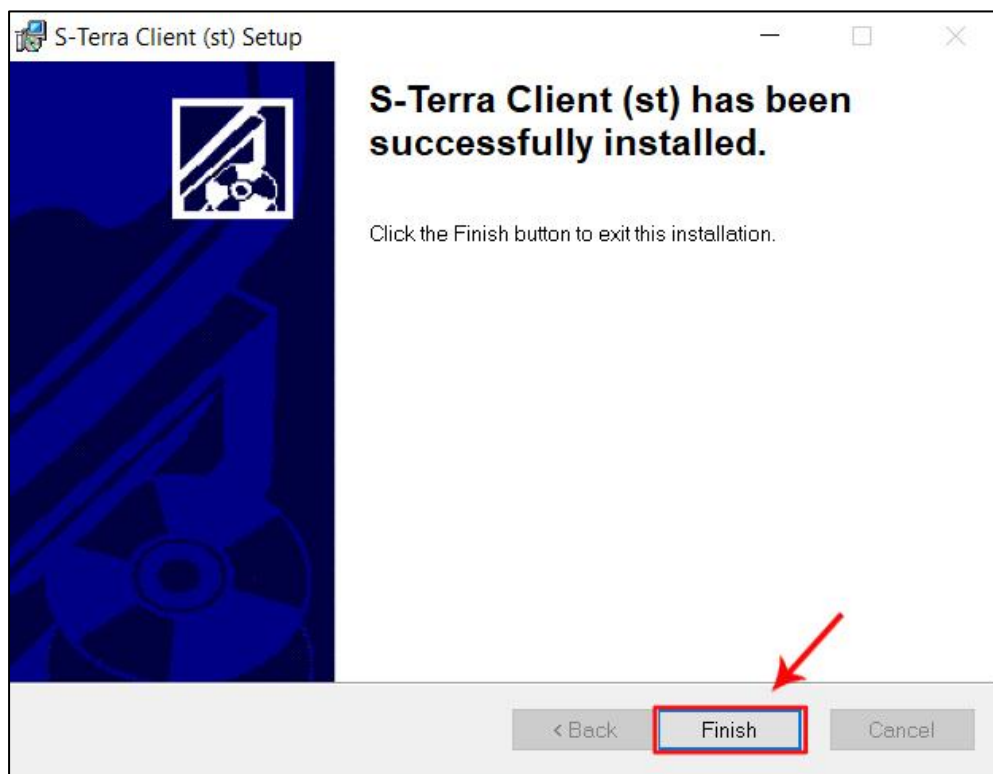 S-Terra Client (st) Setup
S-Terra Client (st) has been
successfully installed.
Click the Finish button to exit this installation.
< Back
Finish
Cancel